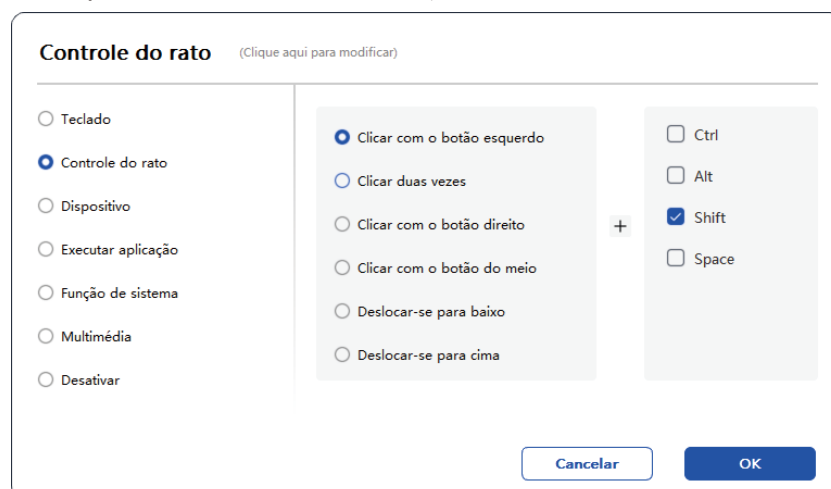 Controle do rato (Clique aqui para modificar)
Teclado
Controle do rato
Dispositivo
Executar aplicação
Função de sistema
Multimédia
Desativar
Clicar com o botão esquerdo
Clicar duas vezes
Clicar com o botão direito
Clicar com o botão do meio
Deslocar-se para baixo
Deslocar-se para cima
+
Ctrl
Alt
Shift
Space
Cancelar
OK